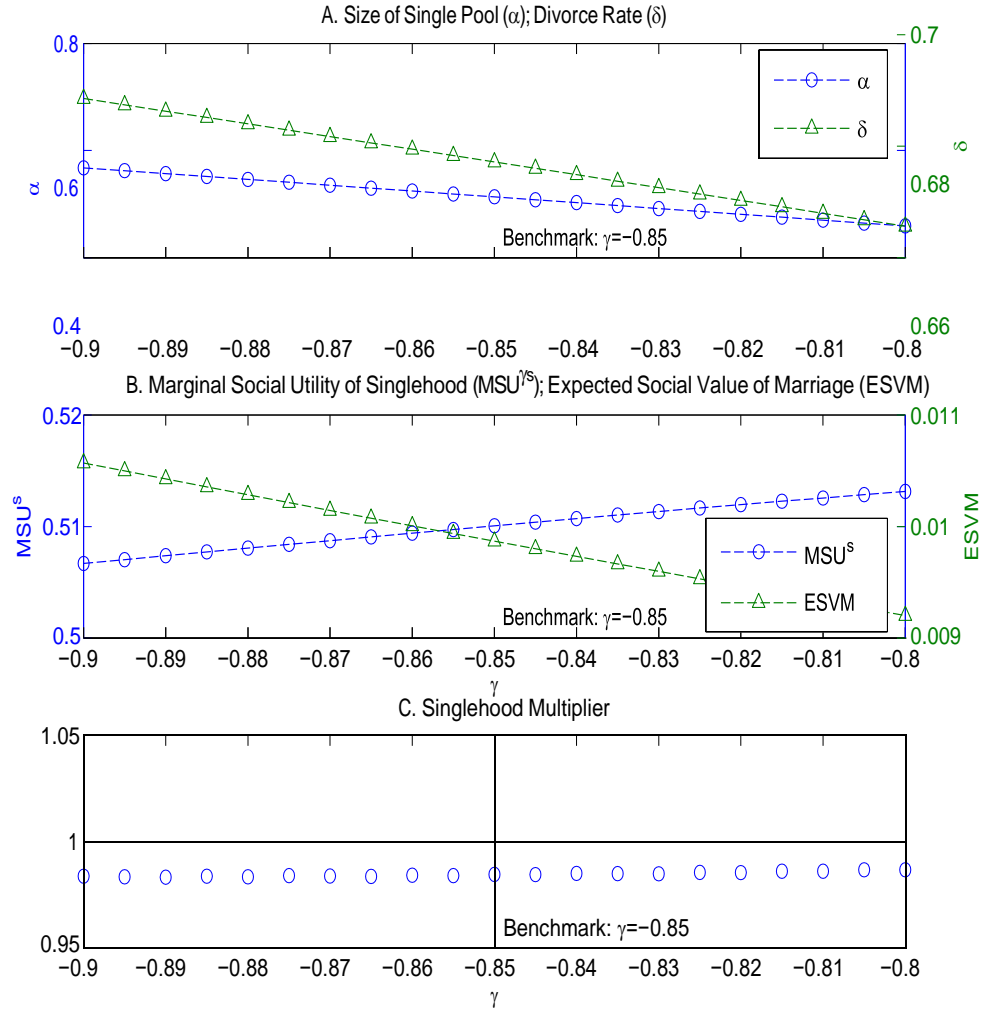 A. Size of Single Pool (α); Divorce Rate (δ)
0.8
0.7
α
δ
δ
α
0.6
0.68
Benchmark: γ=−0.85
0.4
0.66
−0.9 −0.89 −0.88 −0.87 −0.86 −0.85 −0.84 −0.83 −0.82 −0.81 −0.8
B. Marginal Social Utility of Singlehood (MSU^γs); Expected Social Value of Marriage (ESVM)
0.52
0.011
MSU^s
0.51
0.01
ESVM
MSU^s
ESVM
Benchmark: γ=−0.85
0.5
0.009
−0.9 −0.89 −0.88 −0.87 −0.86 −0.85 −0.84 −0.83 −0.82 −0.81 −0.8
γ
C. Singlehood Multiplier
1.05
1
Benchmark: γ=−0.85
0.95
−0.9 −0.89 −0.88 −0.87 −0.86 −0.85 −0.84 −0.83 −0.82 −0.81 −0.8
γ